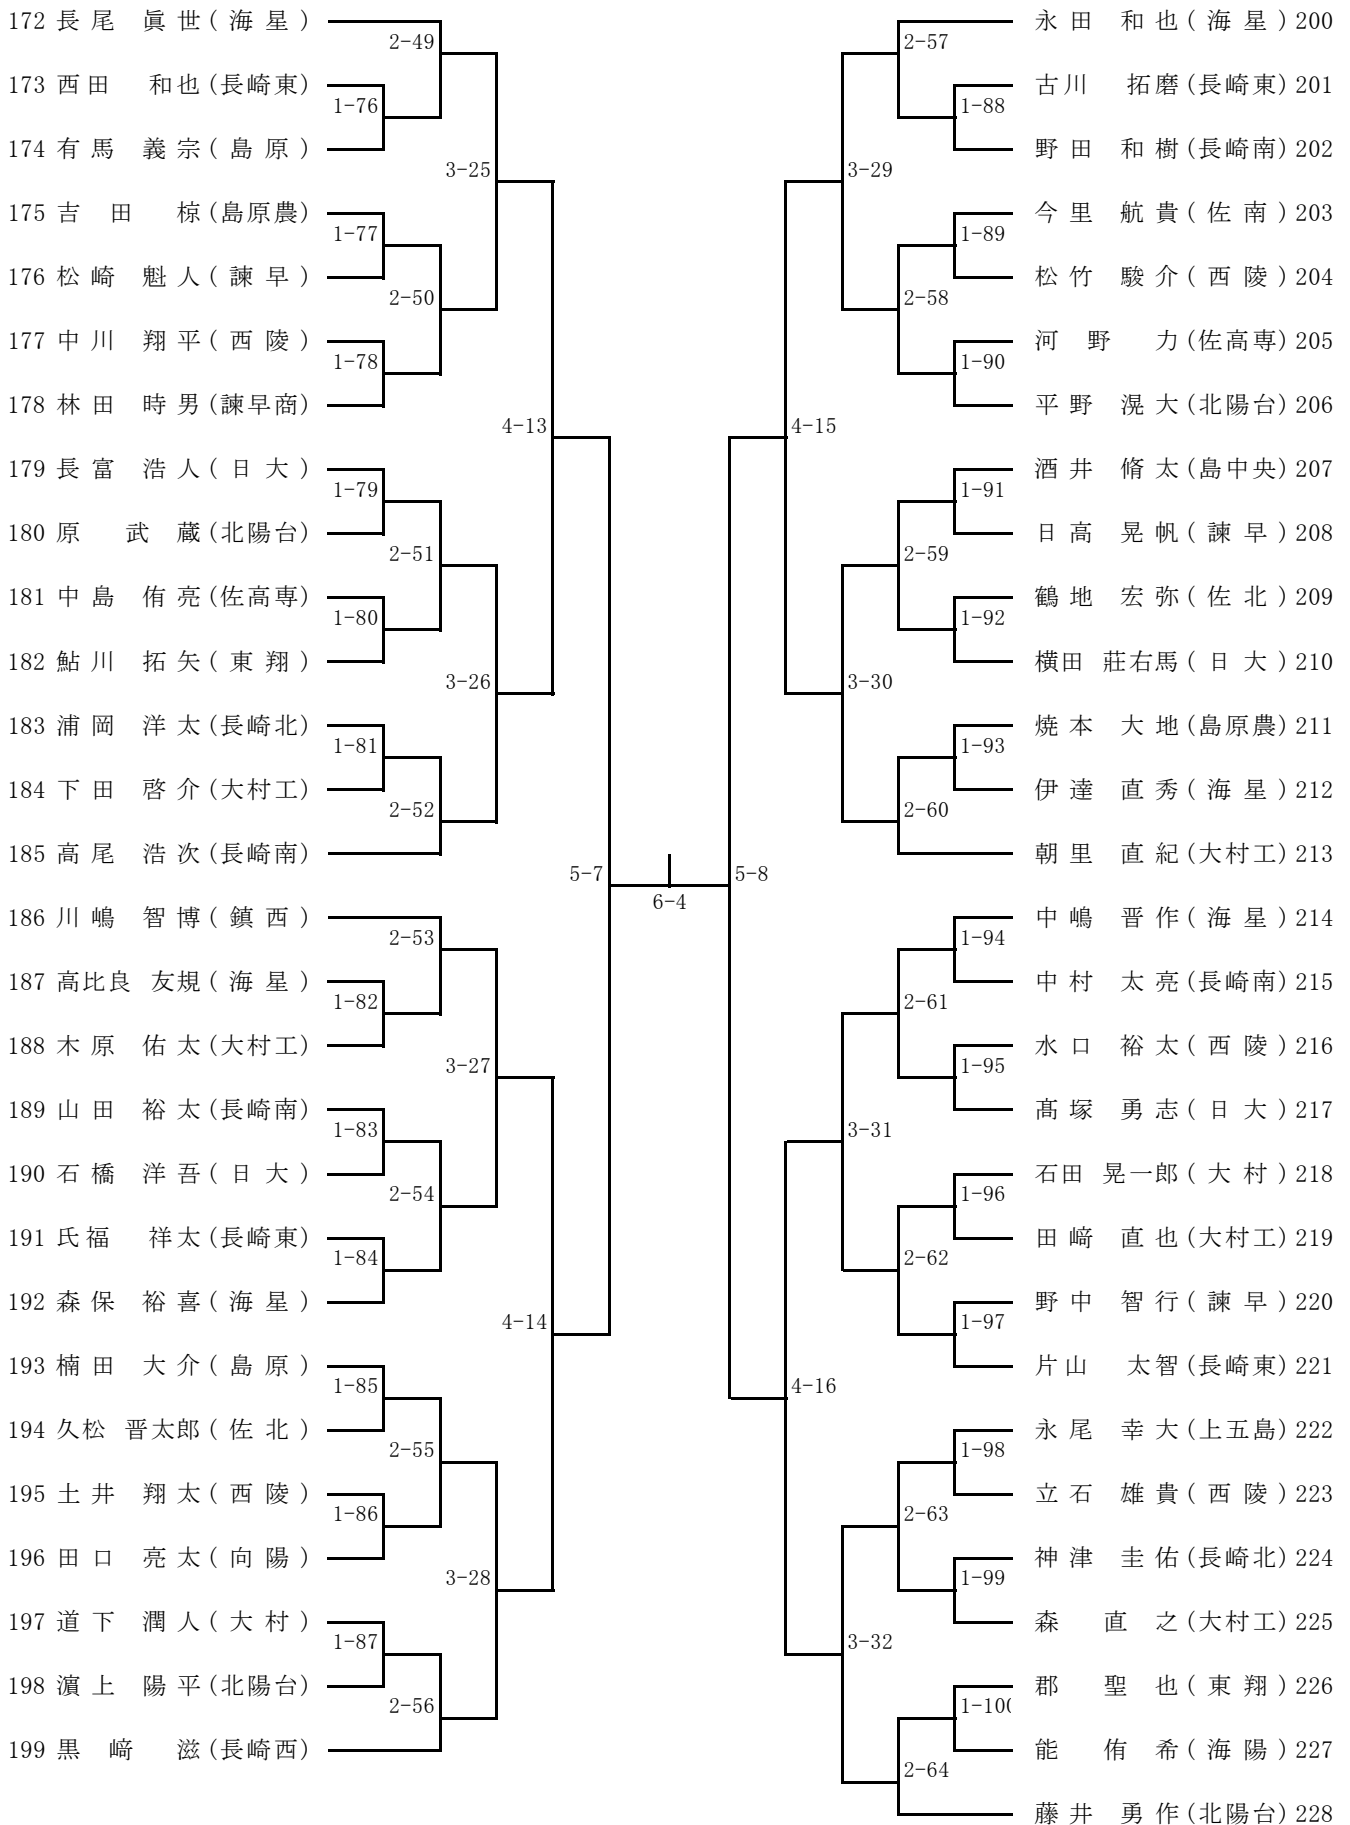 172 長尾 眞世(海星)
2-49
173 西田 和也(長崎東)
1-76
174 有馬 義宗(島原)
3-25
175 吉田 椋(島原農)
1-77
176 松崎 魁人(諫早)
2-50
177 中川 翔平(西陵)
1-78
178 林田 時男(諫早商)
4-13
179 長富 浩人(日大)
1-79
180 原 武蔵(北陽台)
2-51
181 中島 侑亮(佐高専)
1-80
182 鮎川 拓矢(東翔)
3-26
183 浦岡 洋太(長崎北)
1-81
184 下田 啓介(大村工)
2-52
185 高尾 浩次(長崎南)
5-7
186 川嶋 智博(鎮西)
2-53
187 高比良 友規(海星)
1-82
188 木原 佑太(大村工)
3-27
189 山田 裕太(長崎南)
1-83
190 石橋 洋吾(日大)
2-54
191 氏福 祥太(長崎東)
1-84
192 森保 裕喜(海星)
4-14
193 楠田 大介(島原)
1-85
194 久松 晋太郎(佐北)
2-55
195 土井 翔太(西陵)
1-86
196 田口 亮太(向陽)
3-28
197 道下 潤人(大村)
1-87
198 濵上 陽平(北陽台)
2-56
199 黒﨑 滋(長崎西)
6-4
永田 和也(海星)200
2-57
古川 拓磨(長崎東)201
1-88
野田 和樹(長崎南)202
3-29
今里 航貴(佐南)203
1-89
松竹 駿介(西陵)204
2-58
河野 力(佐高専)205
1-90
平野 滉大(北陽台)206
4-15
酒井 脩太(島中央)207
1-91
日高 晃帆(諫早)208
2-59
鶴地 宏弥(佐北)209
1-92
横田 莊右馬(日大)210
3-30
焼本 大地(島原農)211
1-93
伊達 直秀(海星)212
2-60
朝里 直紀(大村工)213
5-8
中嶋 晋作(海星)214
1-94
中村 太亮(長崎南)215
2-61
水口 裕太(西陵)216
1-95
髙塚 勇志(日大)217
3-31
石田 晃一郎(大村)218
1-96
田﨑 直也(大村工)219
2-62
野中 智行(諫早)220
1-97
片山 太智(長崎東)221
4-16
永尾 幸大(上五島)222
1-98
立石 雄貴(西陵)223
2-63
神津 圭佑(長崎北)224
1-99
森 直之(大村工)225
3-32
郡 聖也(東翔)226
1-100
能 侑希(海陽)227
2-64
藤井 勇作(北陽台)228